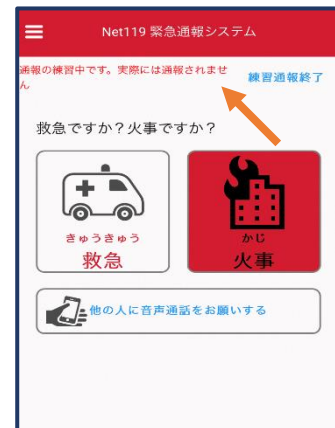 Net119 緊急通報システム
通報の練習中です。実際には通報されませ
ん
練習通報終了
救急ですか?火事ですか?
きゅうきゅう
救急
かじ
火事
他の人に音声通話をお願いする